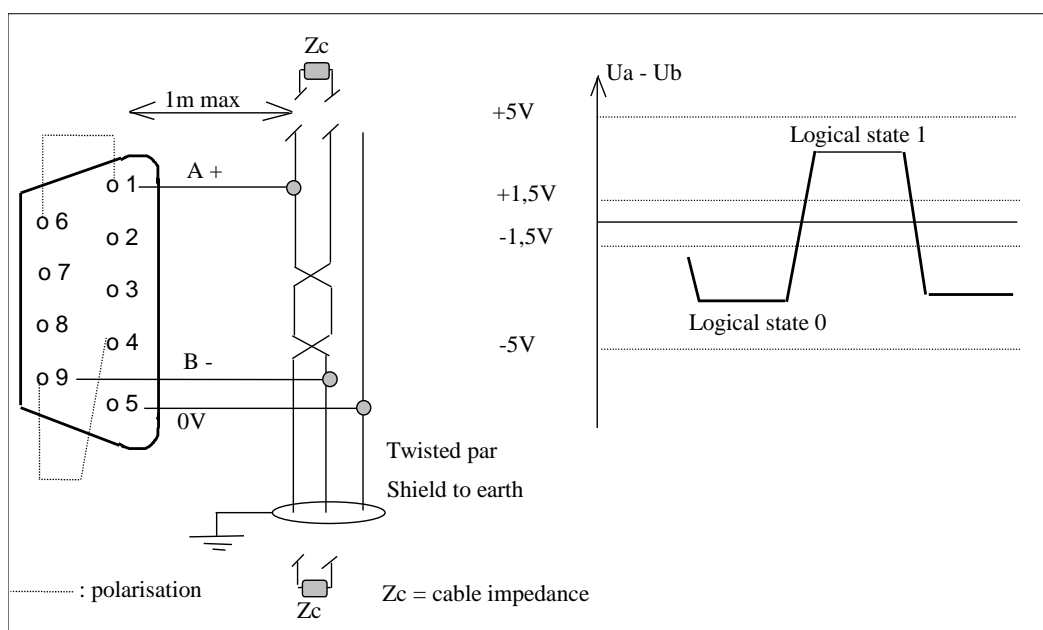 Zc
Ua - Ub
1m max
+5V
Logical state 1
o 1
A +
+1,5V
o 6
o 2
-1,5V
o 7
o 3
o 8
Logical state 0
o 4
-5V
B -
o 9
o 5
0V
Twisted par
Shield to earth
: polarisation
Zc
Zc = cable impedance